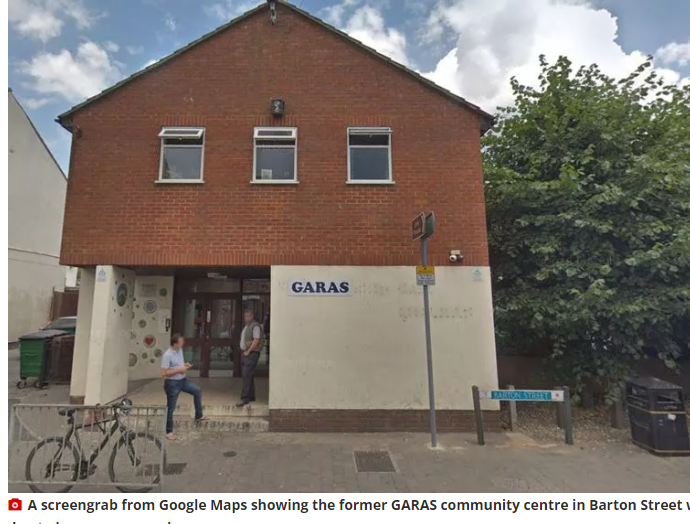 GARAS
BARTON STREET
A screengrab from Google Maps showing the former GARAS community centre in Barton Street